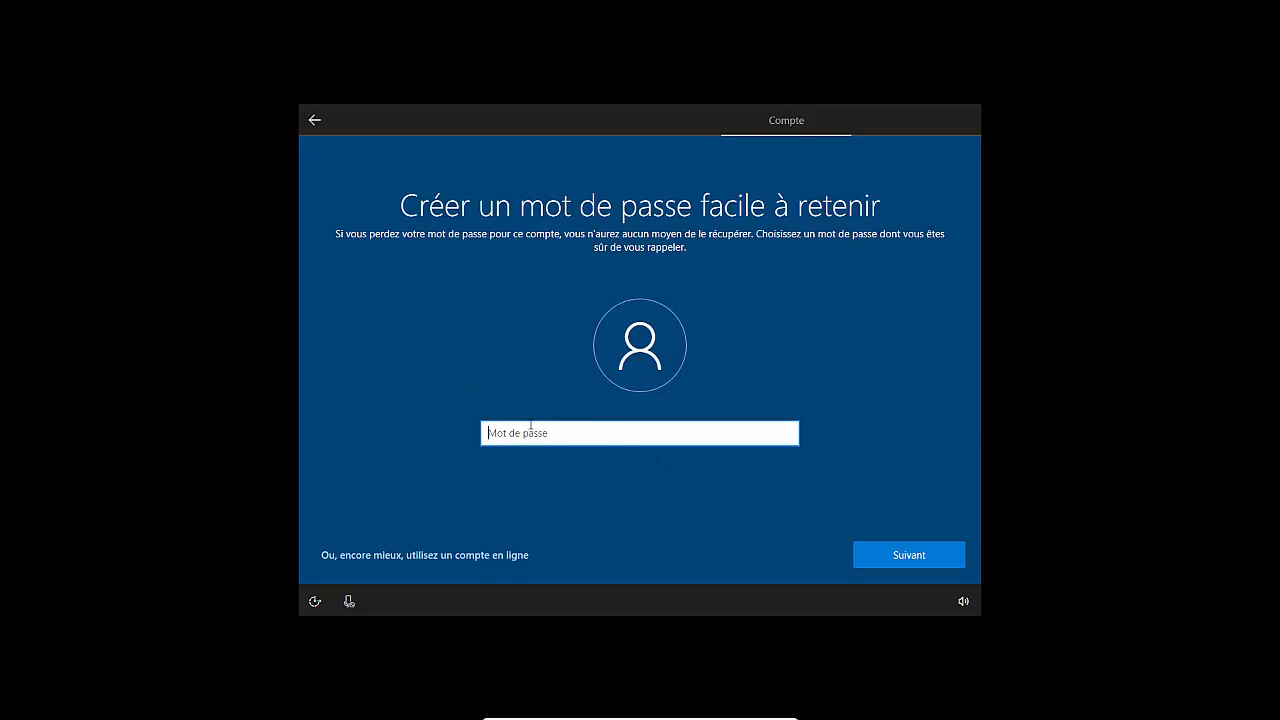 Compte
Créer un mot de passe facile à retenir
Si vous perdez votre mot de passe pour ce compte, vous n'aurez aucun moyen de le récupérer. Choisissez un mot de passe dont vous êtes
sûr de vous rappeler.
Mot de passe
Ou, encore mieux, utilisez un compte en ligne
Suivant